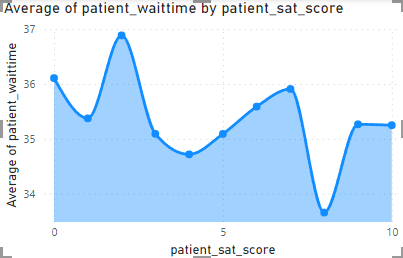 Average of patient_waittime by patient_sat_score
37
36
35
34
Average of patient_waittime
0 5 10
patient_sat_score